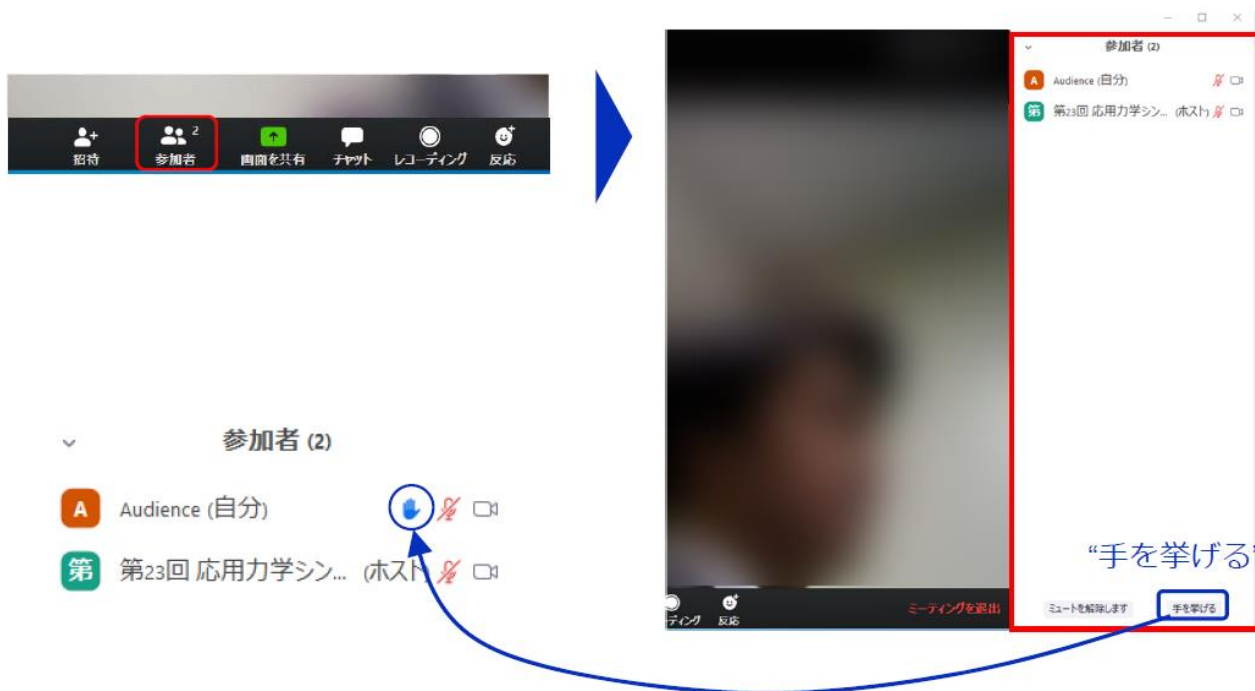 2
招待 参加者 画面を共有 チャット レコーディング 反応
参加者 (2)
A Audience (自分)
第 第23回 応用力学シン... (ホスト)
参加者 (2)
A Audience (自分)
第 第23回 応用力学シン... (ホスト)
“手を挙げる”
ミュートを解除します 手を挙げる
ーディング 反応 ミーティングを退出